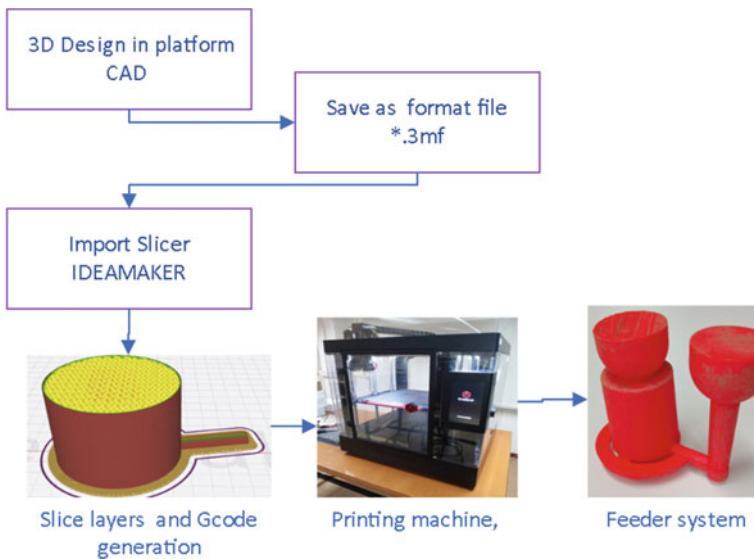 3D Design in platform
CAD
Save as format file
*.3mf
Import Slicer
IDEAMAKER
Slice layers and Gcode
generation
Printing machine,
Feeder system